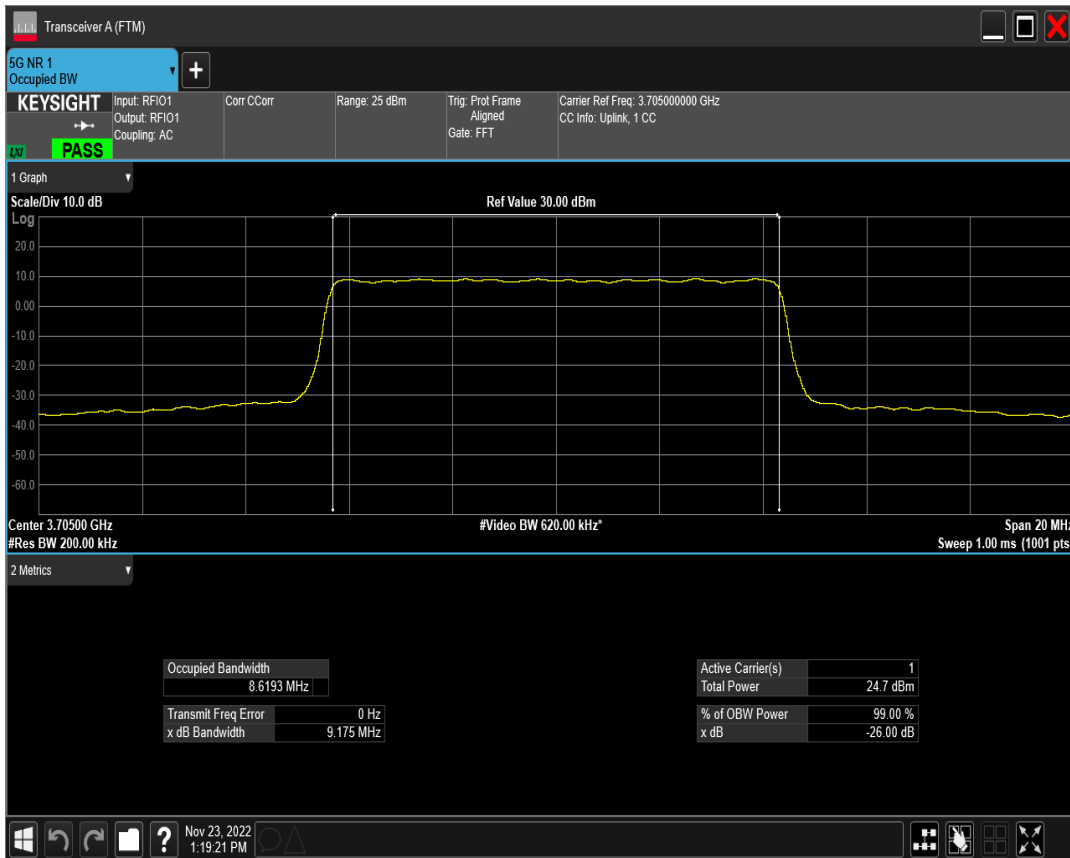 Transceiver A (FTM)
5G NR 1
Occupied BW
+
KEYSIGHT
LXI
PASS
Input: RFIO1
Output: RFIO1
Coupling: AC
Corr CCorr
Range: 25 dBm
Trig: Prot Frame
Aligned
Gate: FFT
Carrier Ref Freq: 3.705000000 GHz
CC Info: Uplink, 1 CC
1 Graph
Scale/Div 10.0 dB
Ref Value 30.00 dBm
Log
20.0
10.0
0.00
-10.0
-20.0
-30.0
-40.0
-50.0
-60.0
Center 3.70500 GHz
#Video BW 620.00 kHz*
Span 20 MHz
#Res BW 200.00 kHz
Sweep 1.00 ms (1001 pts
2 Metrics
Occupied Bandwidth
8.6193 MHz
Transmit Freq Error 0 Hz
x dB Bandwidth 9.175 MHz
Active Carrier(s) 1
Total Power 24.7 dBm
% of OBW Power 99.00 %
x dB -26.00 dB
?
Nov 23, 2022
1:19:21 PM